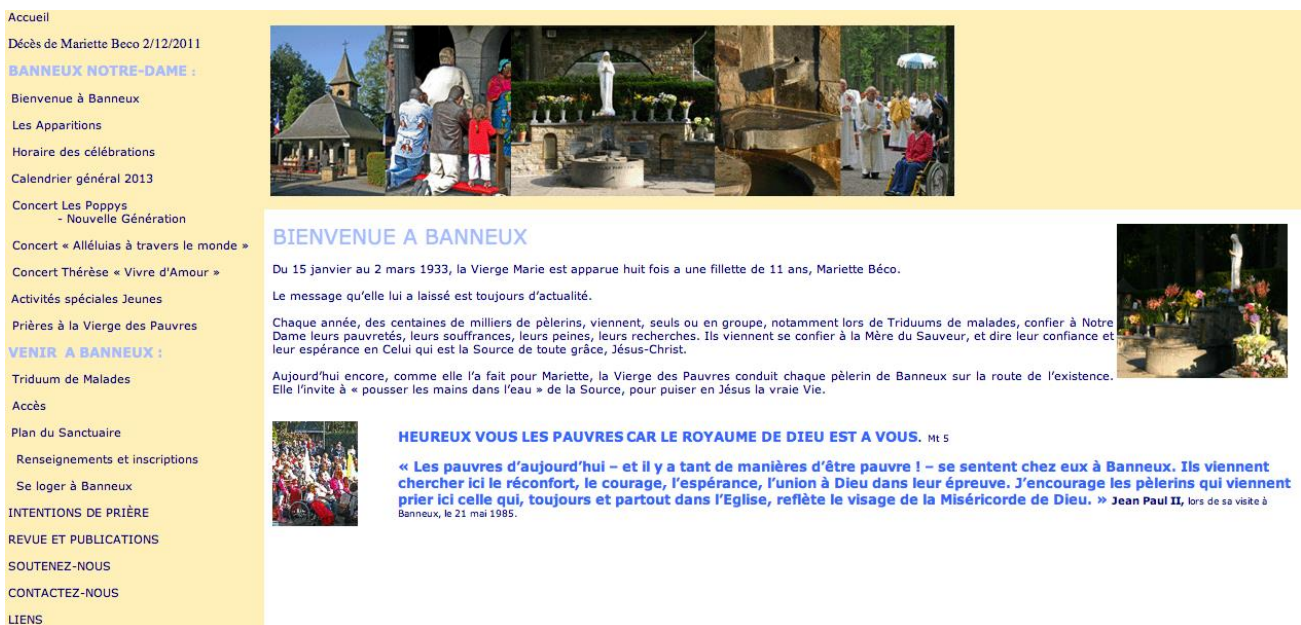 Accueil
Décès de Mariette Beco 2/12/2011
BANNEUX NOTRE-DAME :
Bienvenue à Banneux
Les Apparitions
Horaire des célébrations
Calendrier général 2013
Concert Les Poppys
- Nouvelle Génération
Concert « Alléluias à travers le monde »
Concert Thérèse « Vivre d'Amour »
Activités spéciales Jeunes
Prières à la Vierge des Pauvres
VENIR A BANNEUX :
Triduum de Malades
Accès
Plan du Sanctuaire
Renseignements et inscriptions
Se loger à Banneux
INTENTIONS DE PRIÈRE
REVUE ET PUBLICATIONS
SOUTENEZ-NOUS
CONTACTEZ-NOUS
LIENS
BIENVENUE A BANNEUX
Du 15 janvier au 2 mars 1933, la Vierge Marie est apparue huit fois a une fillette de 11 ans, Mariette Béco.
Le message qu’elle lui a laissé est toujours d’actualité.
Chaque année, des centaines de milliers de pèlerins, viennent, seuls ou en groupe, notamment lors de Triduums de malades, confier à Notre
Dame leurs pauvretés, leurs souffrances, leurs peines, leurs recherches. Ils viennent se confier à la Mère du Sauveur, et dire leur confiance et
leur espérance en Celui qui est la Source de toute grâce, Jésus-Christ.
Aujourd’hui encore, comme elle l’a fait pour Mariette, la Vierge des Pauvres conduit chaque pèlerin de Banneux sur la route de l’existence.
Elle l’invite à « pousser les mains dans l’eau » de la Source, pour puiser en Jésus la vraie Vie.
HEUREUX VOUS LES PAUVRES CAR LE ROYAUME DE DIEU EST A VOUS. Mt 5
« Les pauvres d’aujourd’hui – et il y a tant de manières d’être pauvre ! – se sentent chez eux à Banneux. Ils viennent
chercher ici le réconfort, le courage, l’espérance, l’union à Dieu dans leur épreuve. J’encourage les pèlerins qui viennent
prier ici celle qui, toujours et partout dans l’Eglise, reflète le visage de la Miséricorde de Dieu. » Jean Paul II, lors de sa visite à
Banneux, le 21 mai 1985.